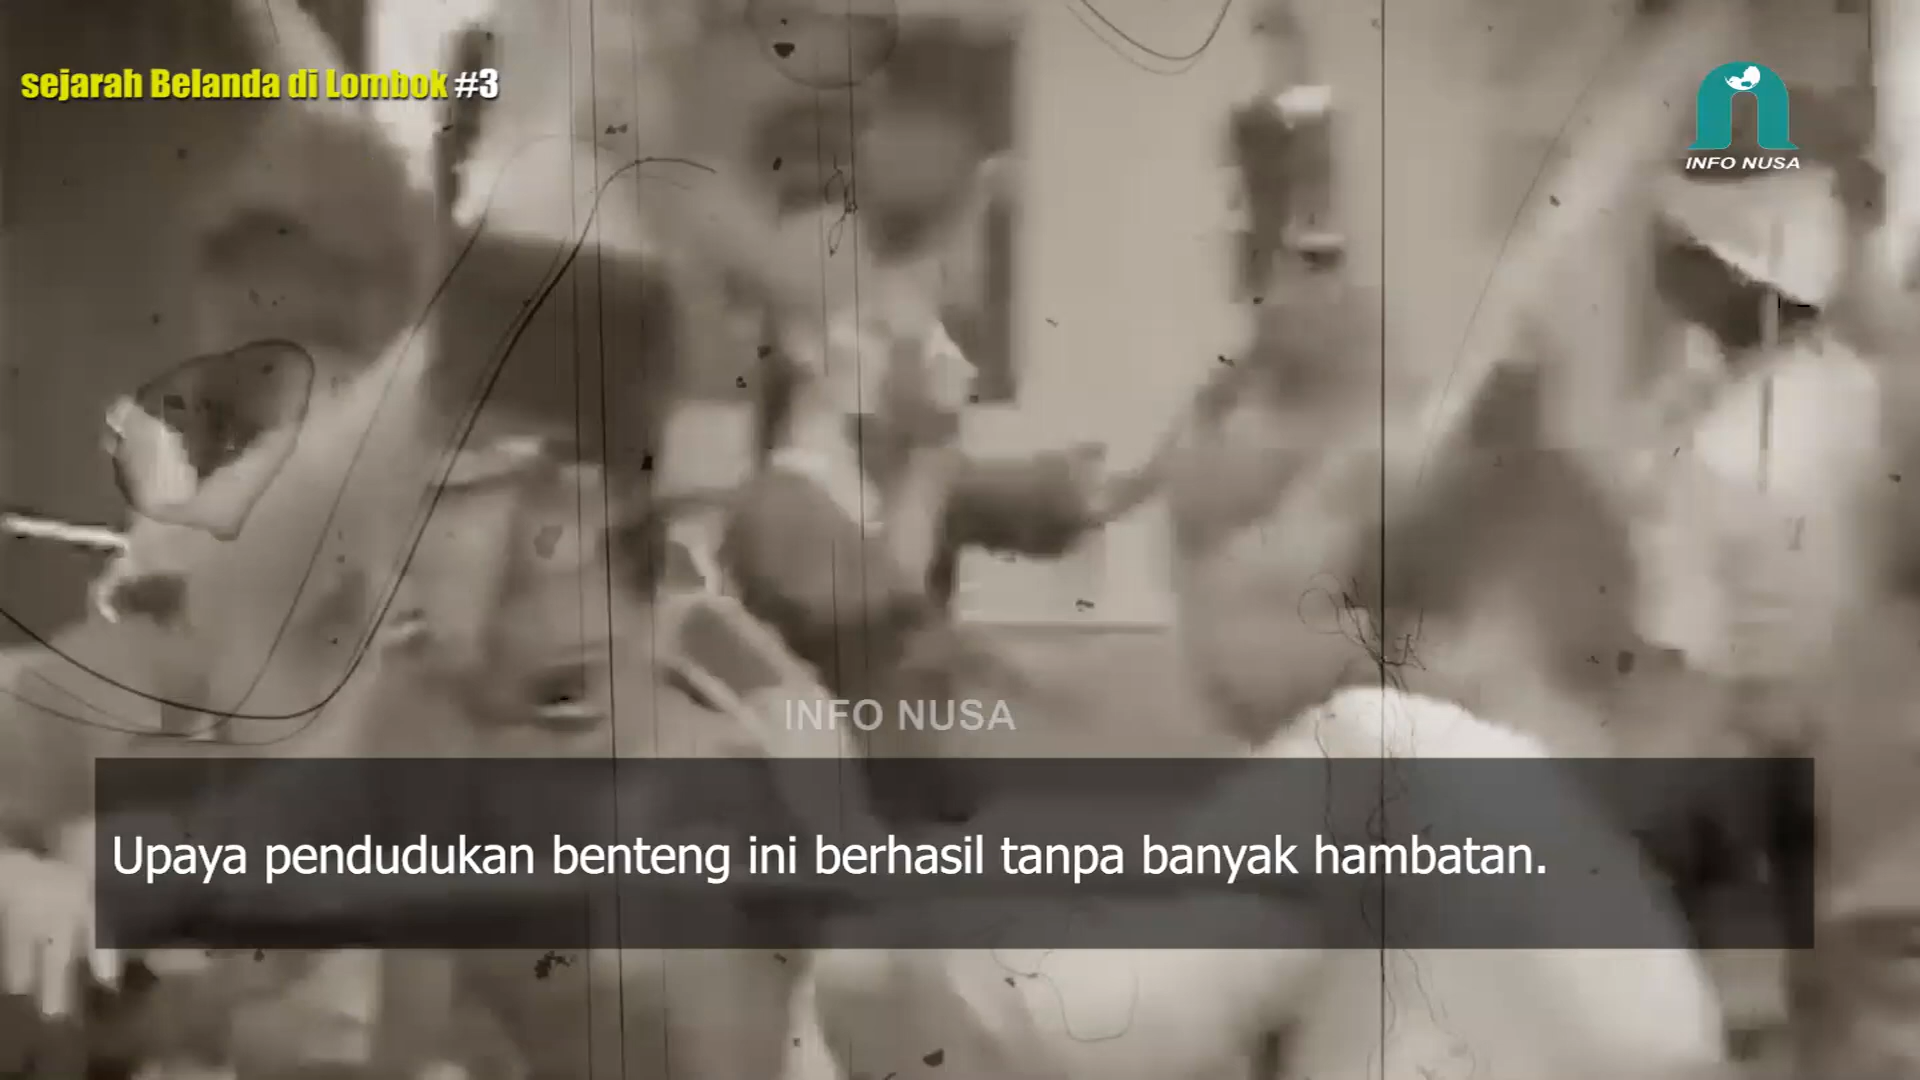 sejarah Belanda di Lombok #3
INFO NUSA
INFO NUSA
Upaya pendudukan benteng ini berhasil tanpa banyak hambatan.